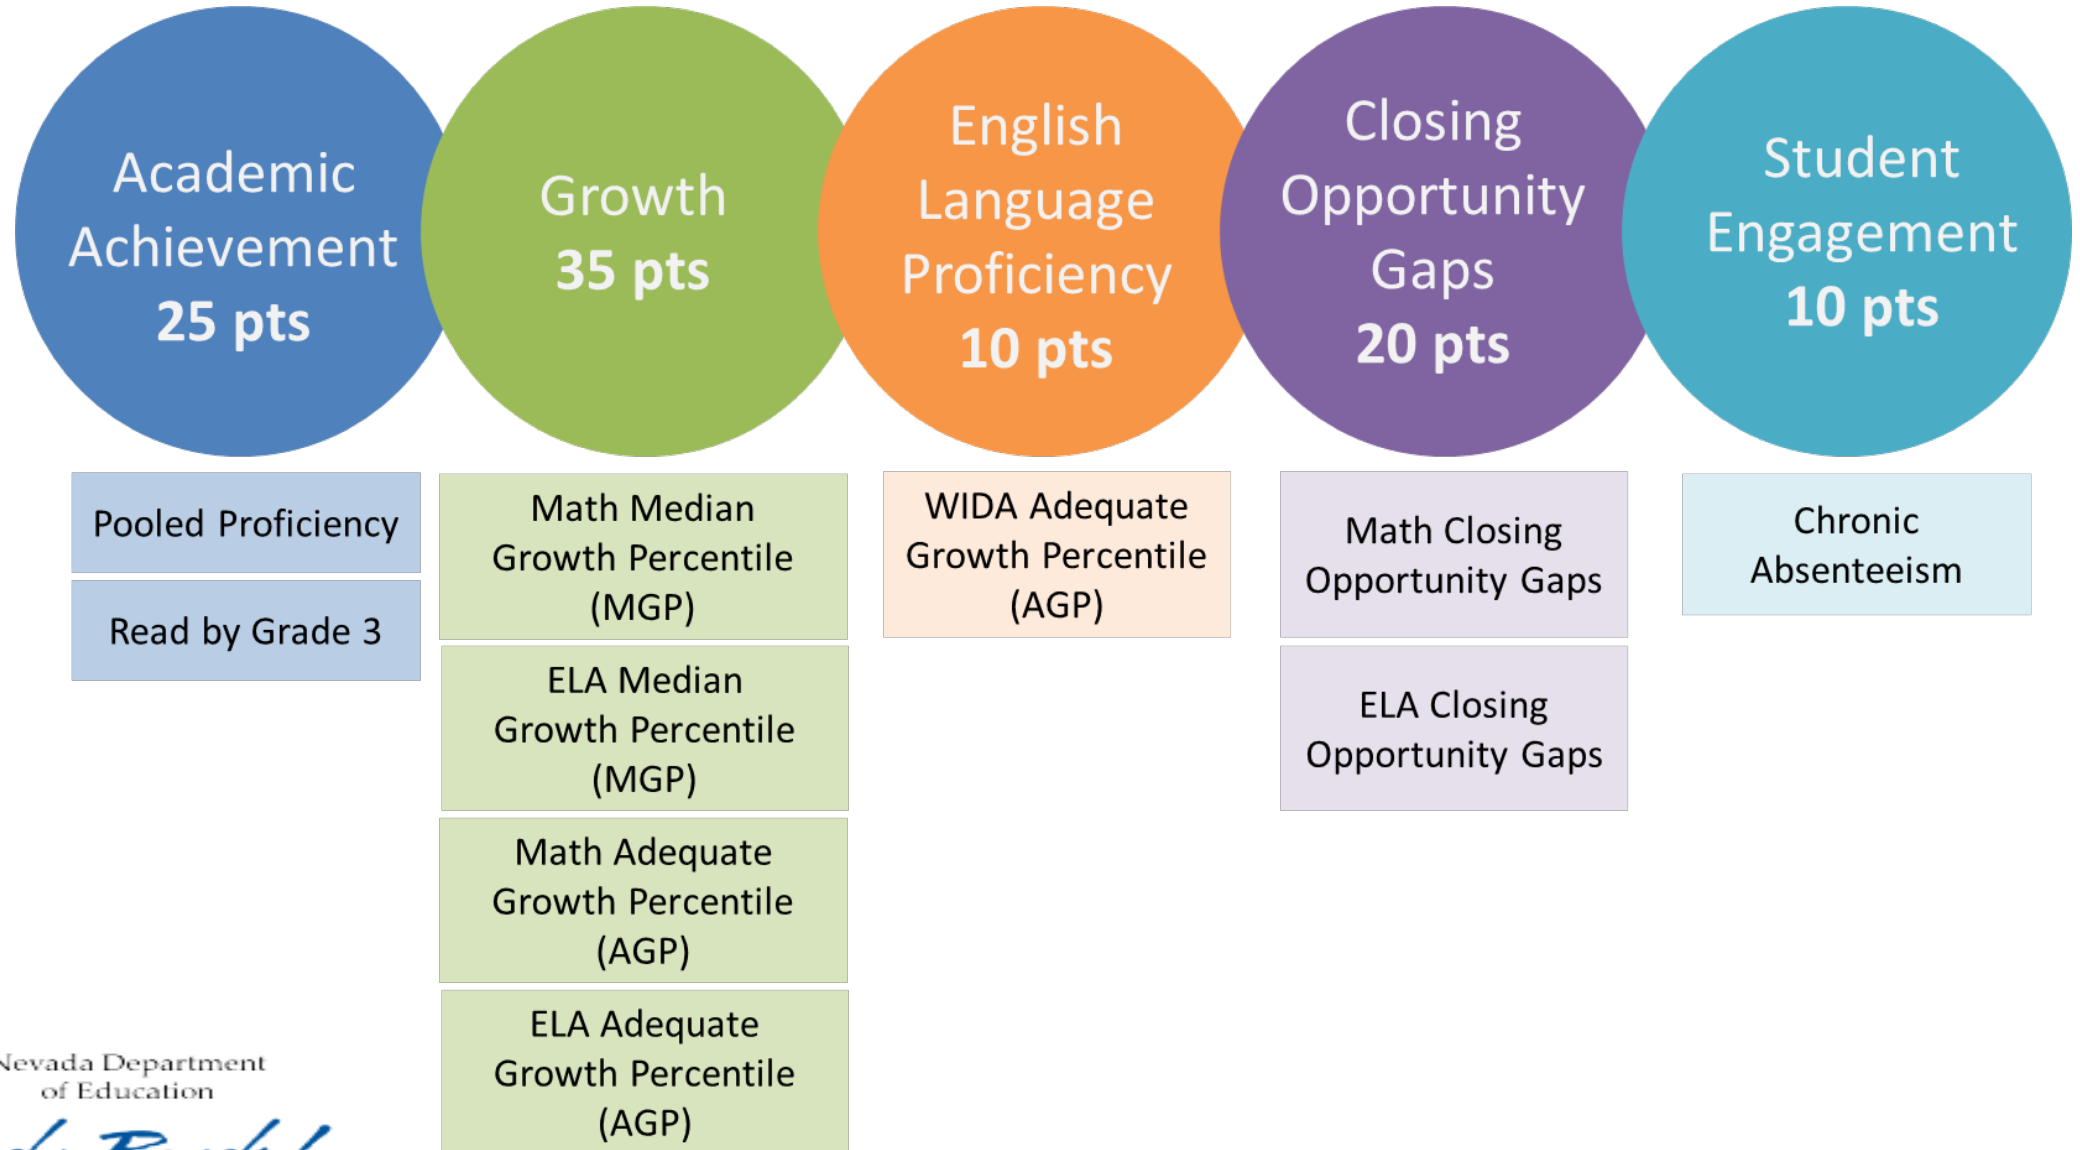 Academic
Achievement
25 pts
Growth
35 pts
English
Language
Proficiency
10 pts
Closing
Opportunity
Gaps
20 pts
Student
Engagement
10 pts
Pooled Proficiency
Read by Grade 3
Math Median
Growth Percentile
(MGP)
ELA Median
Growth Percentile
(MGP)
Math Adequate
Growth Percentile
(AGP)
ELA Adequate
Growth Percentile
(AGP)
WIDA Adequate
Growth Percentile
(AGP)
Math Closing
Opportunity Gaps
ELA Closing
Opportunity Gaps
Chronic
Absenteeism
Nevada Department
of Education